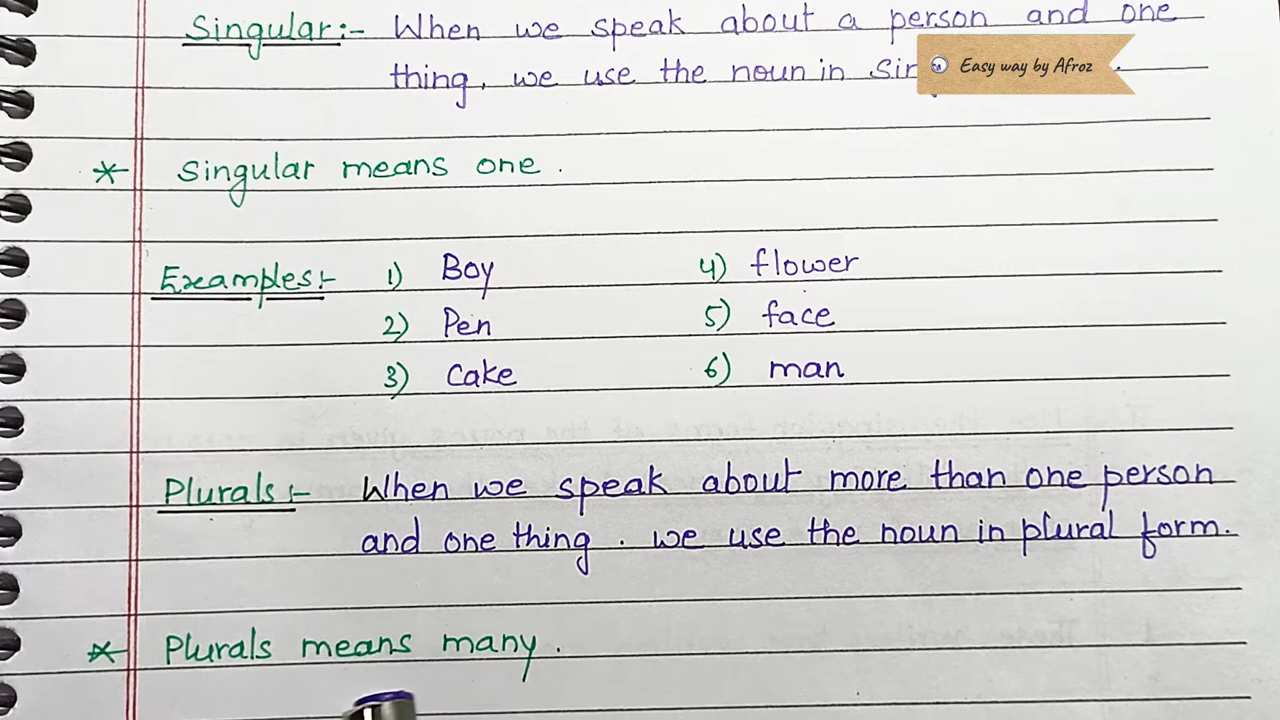 Singular:- When we speak about a person and one
thing, we use the noun in
Easy way by Afroz
* Singular means one.
Examples:- 1) Boy 4) flower
2) Pen 5) face
3) Cake 6) man
Plurals:- When we speak about more than one person
and one thing. we use the noun in plural form.
* Plurals means many.